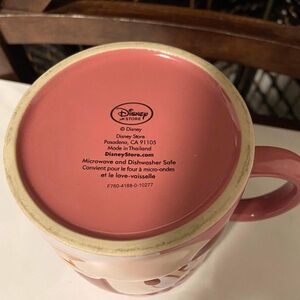 Disney
STORE
© Disney
Disney Store
Pasadena, CA 91105
Made in Thailand
DisneyStore.com
Microwave and Dishwasher Safe
Convient pour le four à micro-ondes
et le lave-vaisselle
F760-4188-0-10277